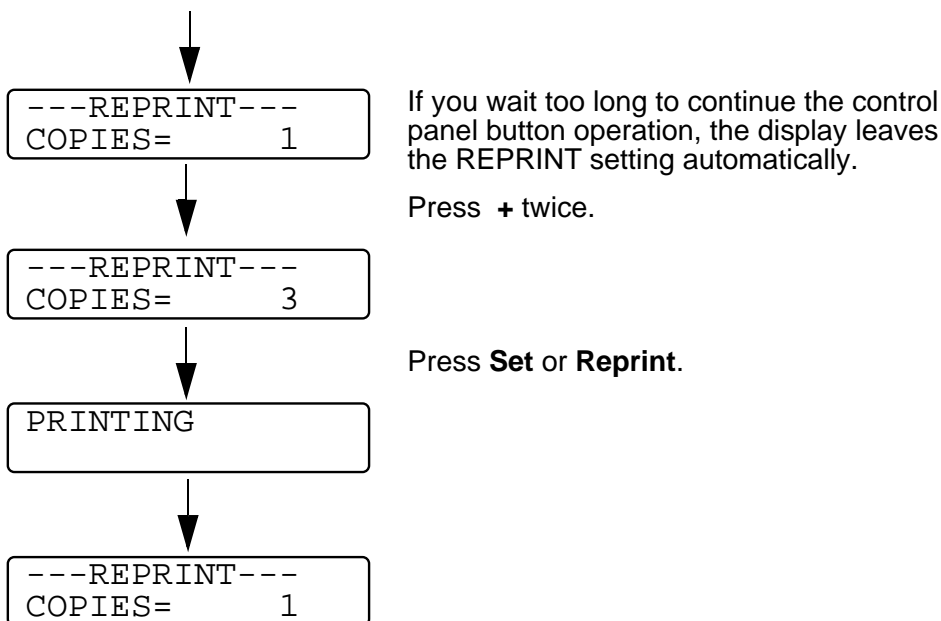 ---REPRINT---
COPIES= 1
If you wait too long to continue the control
panel button operation, the display leaves
the REPRINT setting automatically.
Press + twice.
---REPRINT---
COPIES= 3
Press Set or Reprint.
PRINTING
---REPRINT---
COPIES= 1